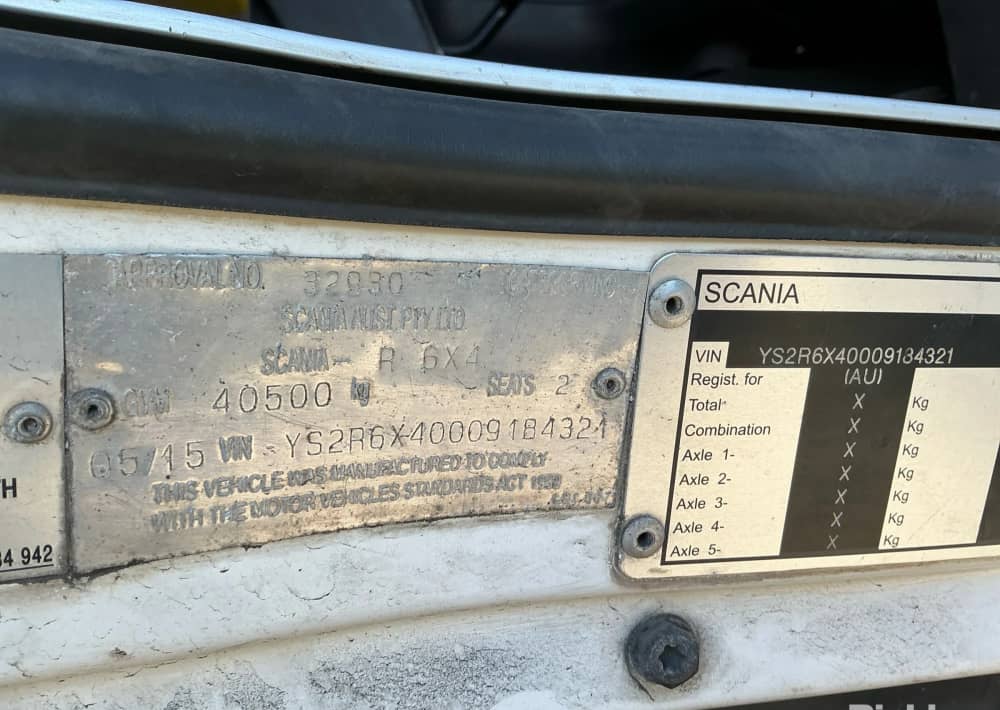 TH
34 942
APPROVAL NO. 32830
SCANIA AUST. PTY. LTD.
SCANIA - R 6X4
GVM 40500 kg SEATS 2
05/15 VIN - YS2R6X40009184321
THIS VEHICLE WAS MANUFACTURED TO COMPLY
WITH THE MOTOR VEHICLES STANDARDS ACT 1989
SCANIA
VIN YS2R6X40009184321
Regist. for (AU)
Total X Kg
Combination X Kg
Axle 1- X Kg
Axle 2- X Kg
Axle 3- X Kg
Axle 4- X Kg
Axle 5- X Kg